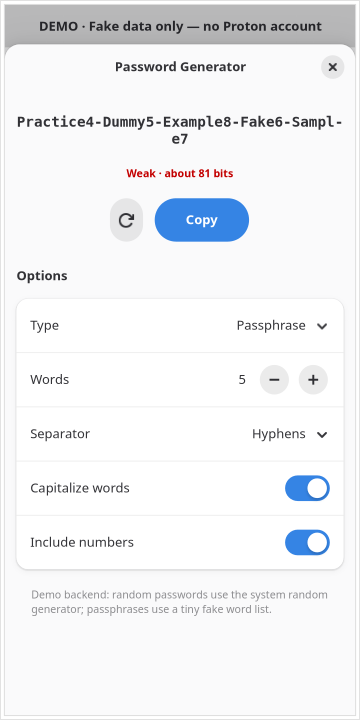 DEMO · Fake data only — no Proton account
Password Generator
Practice4-Dummy5-Example8-Fake6-Sampl-
e7
Weak · about 81 bits
Copy
Options
Type Passphrase
Words 5
Separator Hyphens
Capitalize words
Include numbers
Demo backend: random passwords use the system random
generator; passphrases use a tiny fake word list.